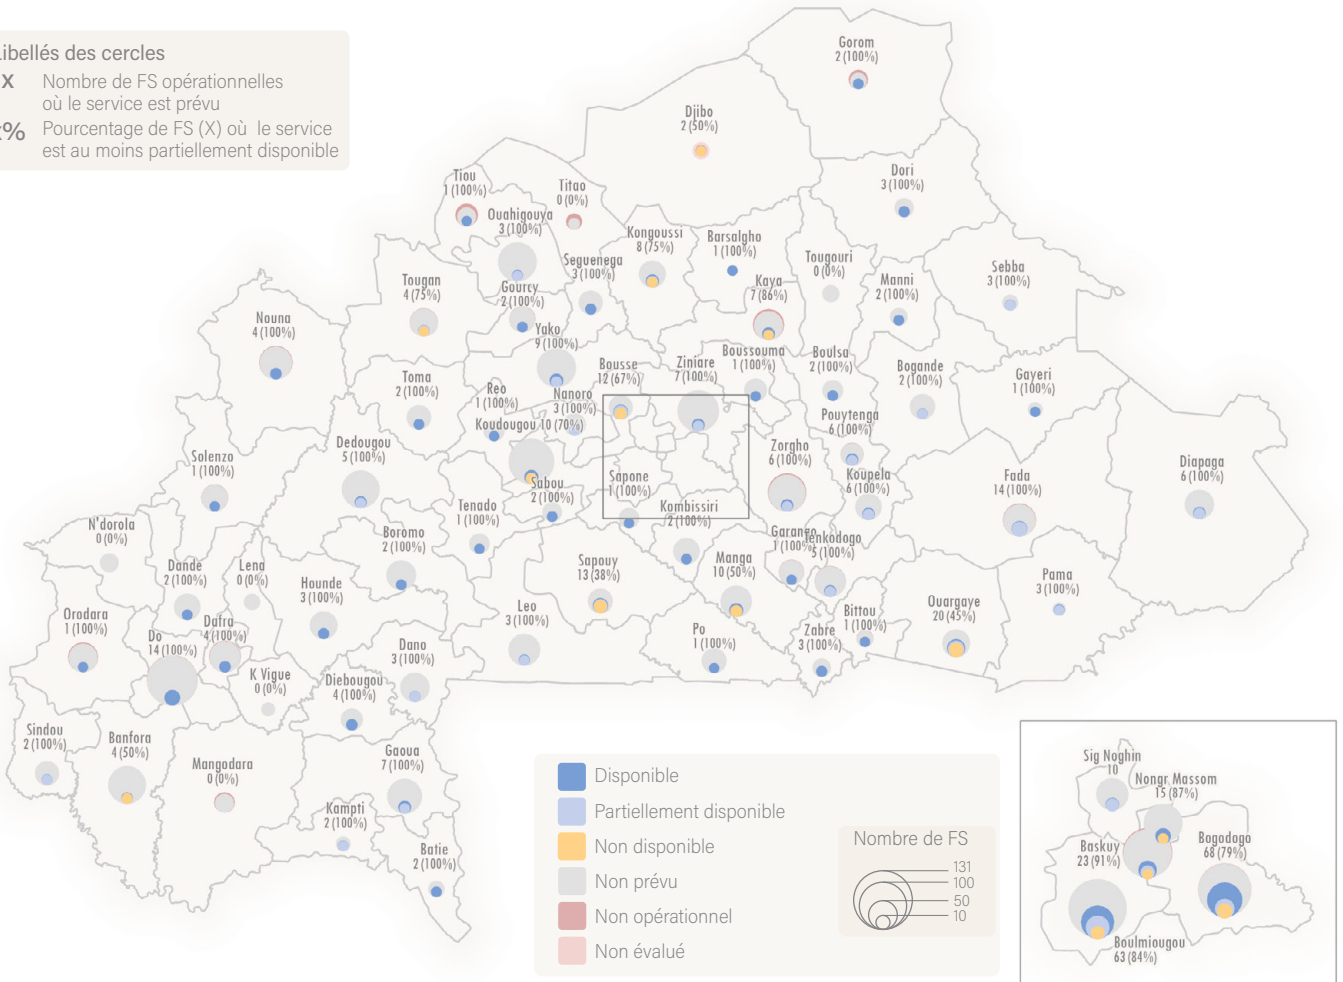 Libellés des cercles
X Nombre de FS opérationnelles
où le service est prévu
% Pourcentage de FS (X) où le service
est au moins partiellement disponible
Gorom
2 (100%)
Djibo
2 (50%)
Dori
3 (100%)
Tiou
1 (100%)
Titao
0 (0%)
Ouahigouya
3 (100%)
Kongoussi
8 (75%)
Barsalgho
1 (100%)
Seguenega
3 (100%)
Tougouri
0 (0%)
Sebba
3 (100%)
Manni
2 (100%)
Kaya
7 (86%)
Tougan
4 (75%)
Gourcy
2 (100%)
Nouna
4 (100%)
Yako
9 (100%)
Bousse
12 (67%)
Ziniare
7 (100%)
Boussouma
1 (100%)
Boulsa
2 (100%)
Bogande
2 (100%)
Gayeri
1 (100%)
Toma
2 (100%)
Reo
1 (100%)
Nanoro
3 (100%)
Koudougou 10 (70%)
Pouytenga
6 (100%)
Dedougou
5 (100%)
Zorgho
6 (100%)
Solenzo
1 (100%)
Sabou
2 (100%)
Sapone
1 (100%)
Koupela
6 (100%)
Fada
14 (100%)
Diapaga
6 (100%)
Tenado
1 (100%)
Kombissiri
2 (100%)
N'dorola
0 (0%)
Boromo
2 (100%)
Garango
1 (100%)
Tenkodogo
5 (100%)
Dande
2 (100%)
Lena
0 (0%)
Hounde
3 (100%)
Sapouy
13 (38%)
Manga
10 (50%)
Pama
3 (100%)
Orodara
1 (100%)
Do
14 (100%)
Dafra
4 (100%)
Leo
3 (100%)
Ouargaye
20 (45%)
Bittou
1 (100%)
Po
1 (100%)
Zabre
3 (100%)
Dano
3 (100%)
K Vigue
0 (0%)
Diebougou
4 (100%)
Sindou
2 (100%)
Banfora
4 (50%)
Mangodara
0 (0%)
Gaoua
7 (100%)
Kampti
2 (100%)
Batie
2 (100%)
Disponible
Partiellement disponible
Non disponible
Non prévu
Non opérationnel
Non évalué
Nombre de FS
131
100
50
10
Sig Noghin
10
Nongr Massom
15 (87%)
Baskuy
23 (91%)
Bogodogo
68 (79%)
Boulmiougou
63 (84%)